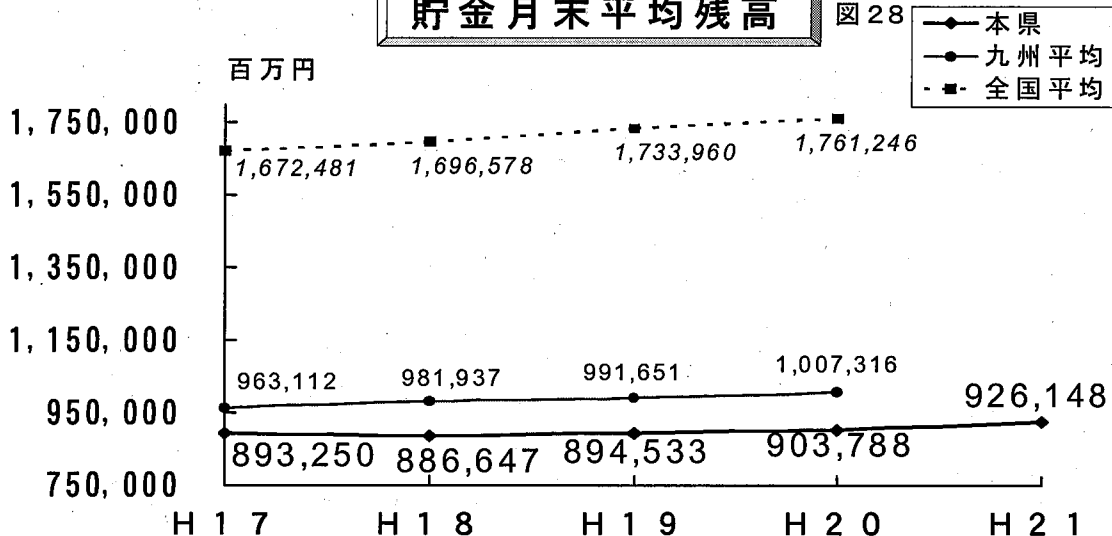 貯金月末平均残高
図28
本県
九州平均
全国平均
百万円
1,750,000
1,550,000
1,350,000
1,150,000
950,000
750,000
1,672,481
1,696,578
1,733,960
1,761,246
963,112
981,937
991,651
1,007,316
893,250
886,647
894,533
903,788
926,148
H17
H18
H19
H20
H21